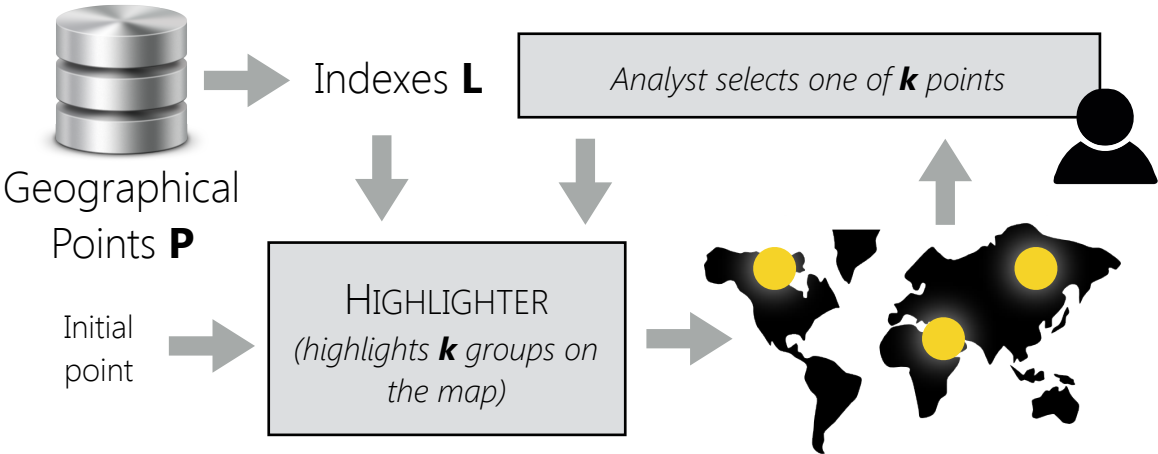 Indexes L
Analyst selects one of k points
Geographical
Points P
Initial
point
HIGHLIGHTER
(highlights k groups on
the map)